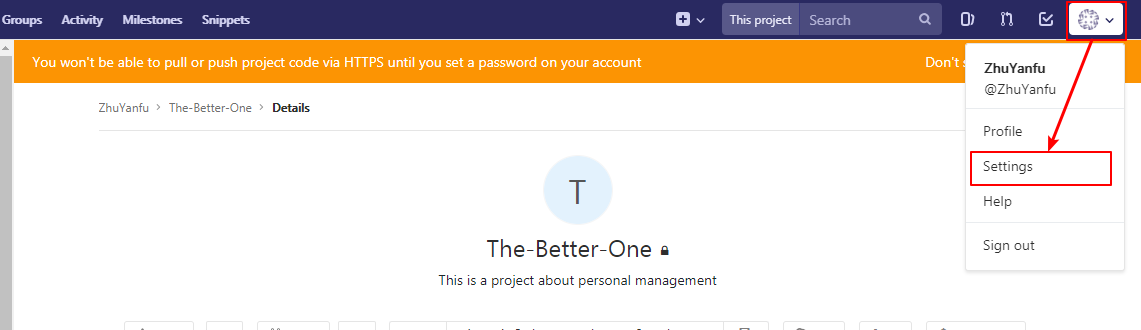 Groups Activity Milestones Snippets This project Search
You won't be able to pull or push project code via HTTPS until you set a password on your account Don't
ZhuYanfu
@ZhuYanfu
ZhuYanfu > The-Better-One > Details
Profile
Settings
Help
Sign out
T
The-Better-One
This is a project about personal management